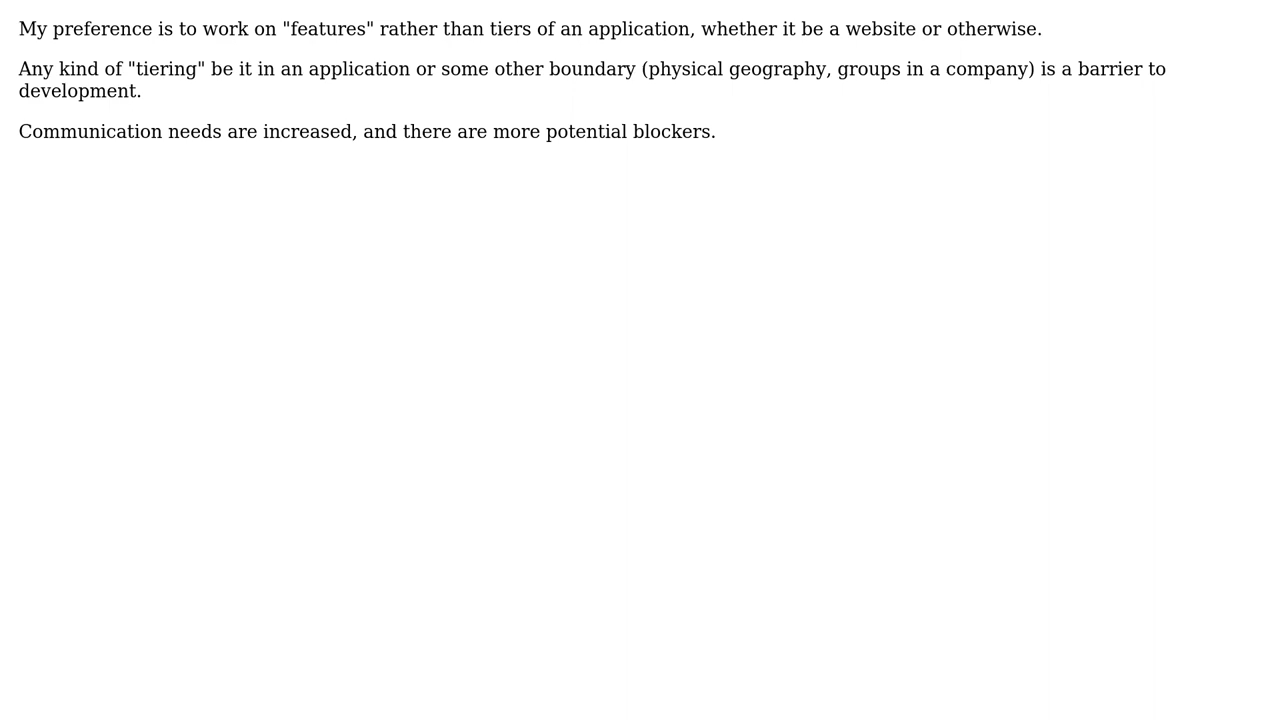 My preference is to work on "features" rather than tiers of an application, whether it be a website or otherwise.
Any kind of "tiering" be it in an application or some other boundary (physical geography, groups in a company) is a barrier to
development.
Communication needs are increased, and there are more potential blockers.